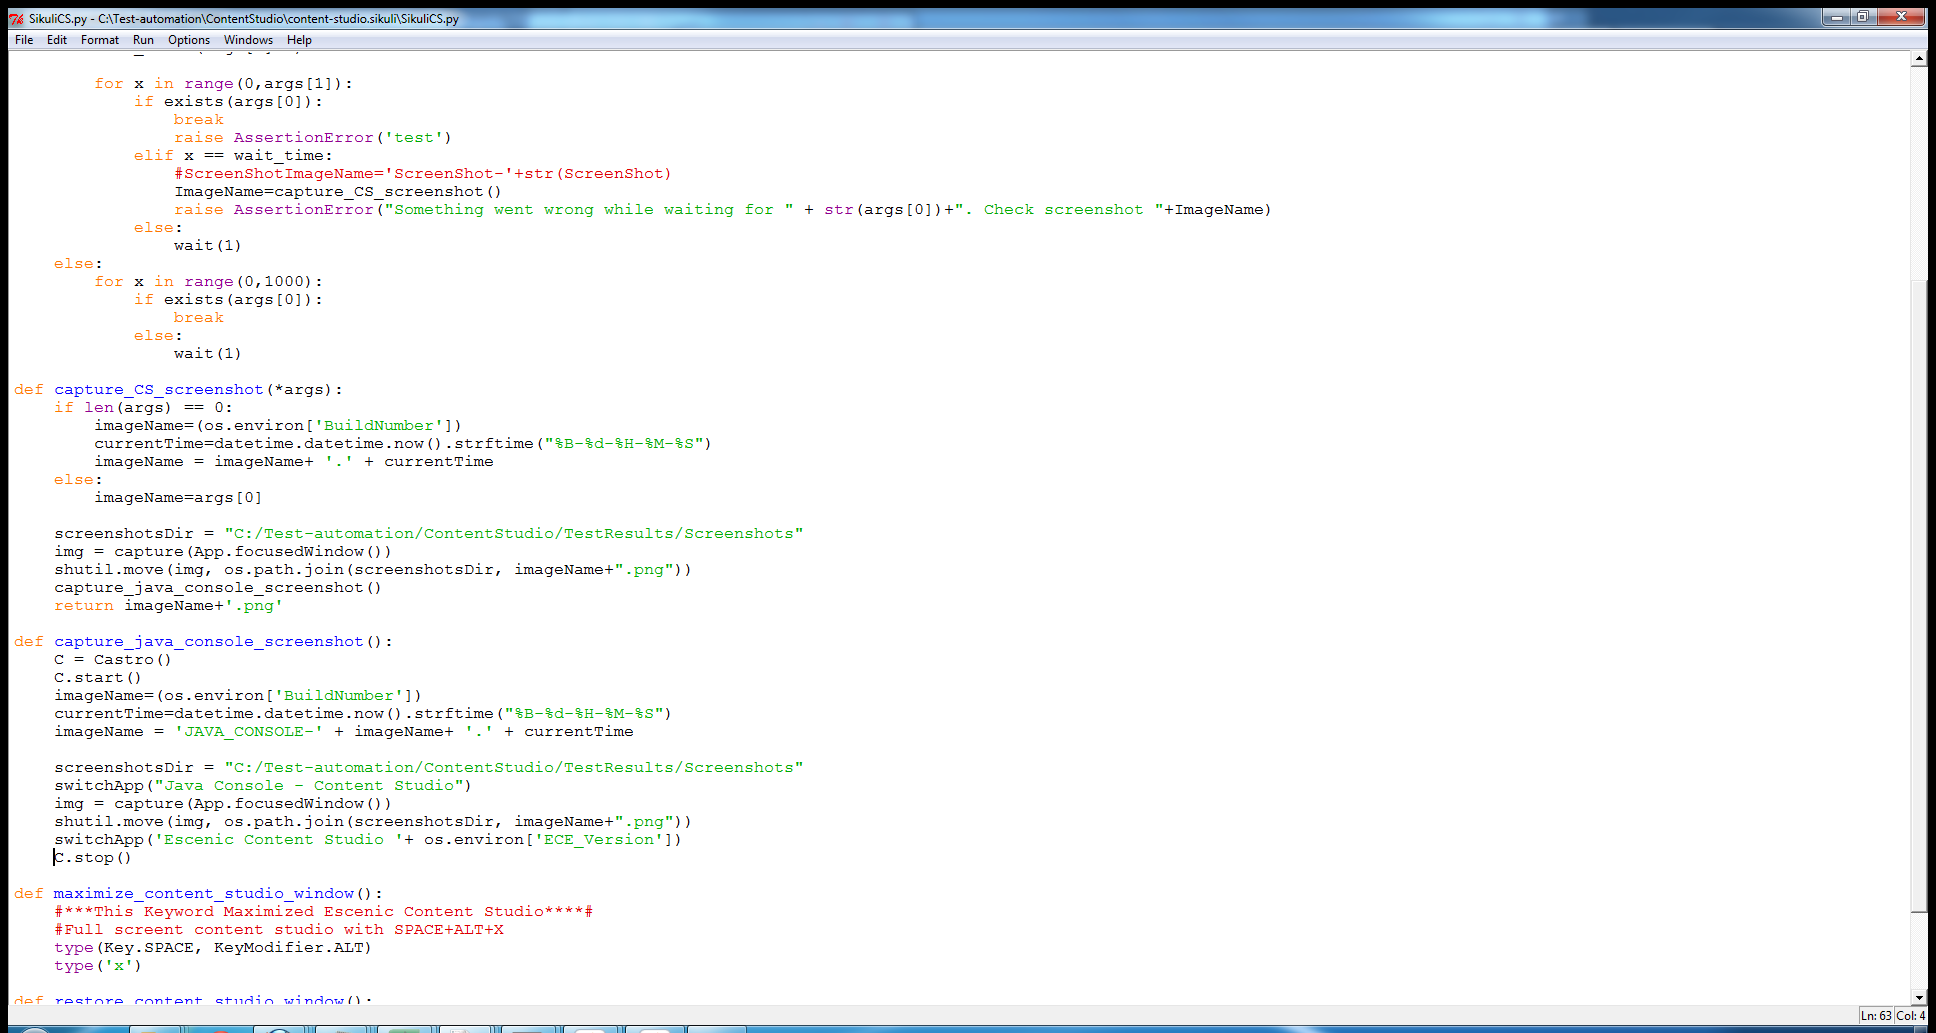 SikuliCS.py - C:\Test-automation\ContentStudio\content-studio.sikuli\SikuliCS.py
File Edit Format Run Options Windows Help
for x in range(0,args[1]):
if exists(args[0]):
break
raise AssertionError('test')
elif x == wait_time:
#ScreenShotImageName='ScreenShot-'+str(ScreenShot)
ImageName=capture_CS_screenshot()
raise AssertionError("Something went wrong while waiting for " + str(args[0])+". Check screenshot "+ImageName)
else:
wait(1)
else:
for x in range(0,1000):
if exists(args[0]):
break
else:
wait(1)
def capture_CS_screenshot(*args):
if len(args) == 0:
imageName=(os.environ['BuildNumber'])
currentTime=datetime.datetime.now().strftime("%B-%d-%H-%M-%S")
imageName = imageName+ '.' + currentTime
else:
imageName=args[0]
screenshotsDir = "C:/Test-automation/ContentStudio/TestResults/Screenshots"
img = capture(App.focusedWindow())
shutil.move(img, os.path.join(screenshotsDir, imageName+".png"))
capture_java_console_screenshot()
return imageName+'.png'
def capture_java_console_screenshot():
C = Castro()
C.start()
imageName=(os.environ['BuildNumber'])
currentTime=datetime.datetime.now().strftime("%B-%d-%H-%M-%S")
imageName = 'JAVA_CONSOLE-' + imageName+ '.' + currentTime
screenshotsDir = "C:/Test-automation/ContentStudio/TestResults/Screenshots"
switchApp("Java Console - Content Studio")
img = capture(App.focusedWindow())
shutil.move(img, os.path.join(screenshotsDir, imageName+".png"))
switchApp('Escenic Content Studio '+ os.environ['ECE_Version'])
C.stop()
def maximize_content_studio_window():
#***This Keyword Maximized Escenic Content Studio****#
#Full screent content studio with SPACE+ALT+X
type(Key.SPACE, KeyModifier.ALT)
type('x')
def restore_content_studio_window():
Ln: 63 Col: 4